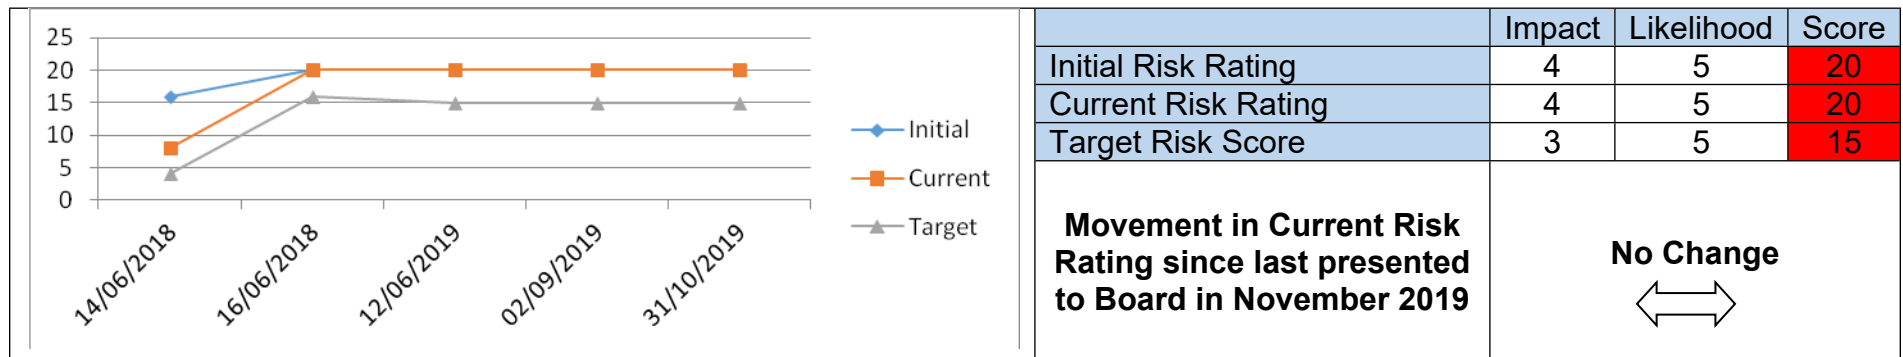 25
20
15
10
5
0
14/06/2018
16/06/2018
12/06/2019
02/09/2019
31/10/2019
Initial
Current
Target
Impact Likelihood Score
Initial Risk Rating 4 5 20
Current Risk Rating 4 5 20
Target Risk Score 3 5 15
Movement in Current Risk
Rating since last presented
to Board in November 2019
No Change